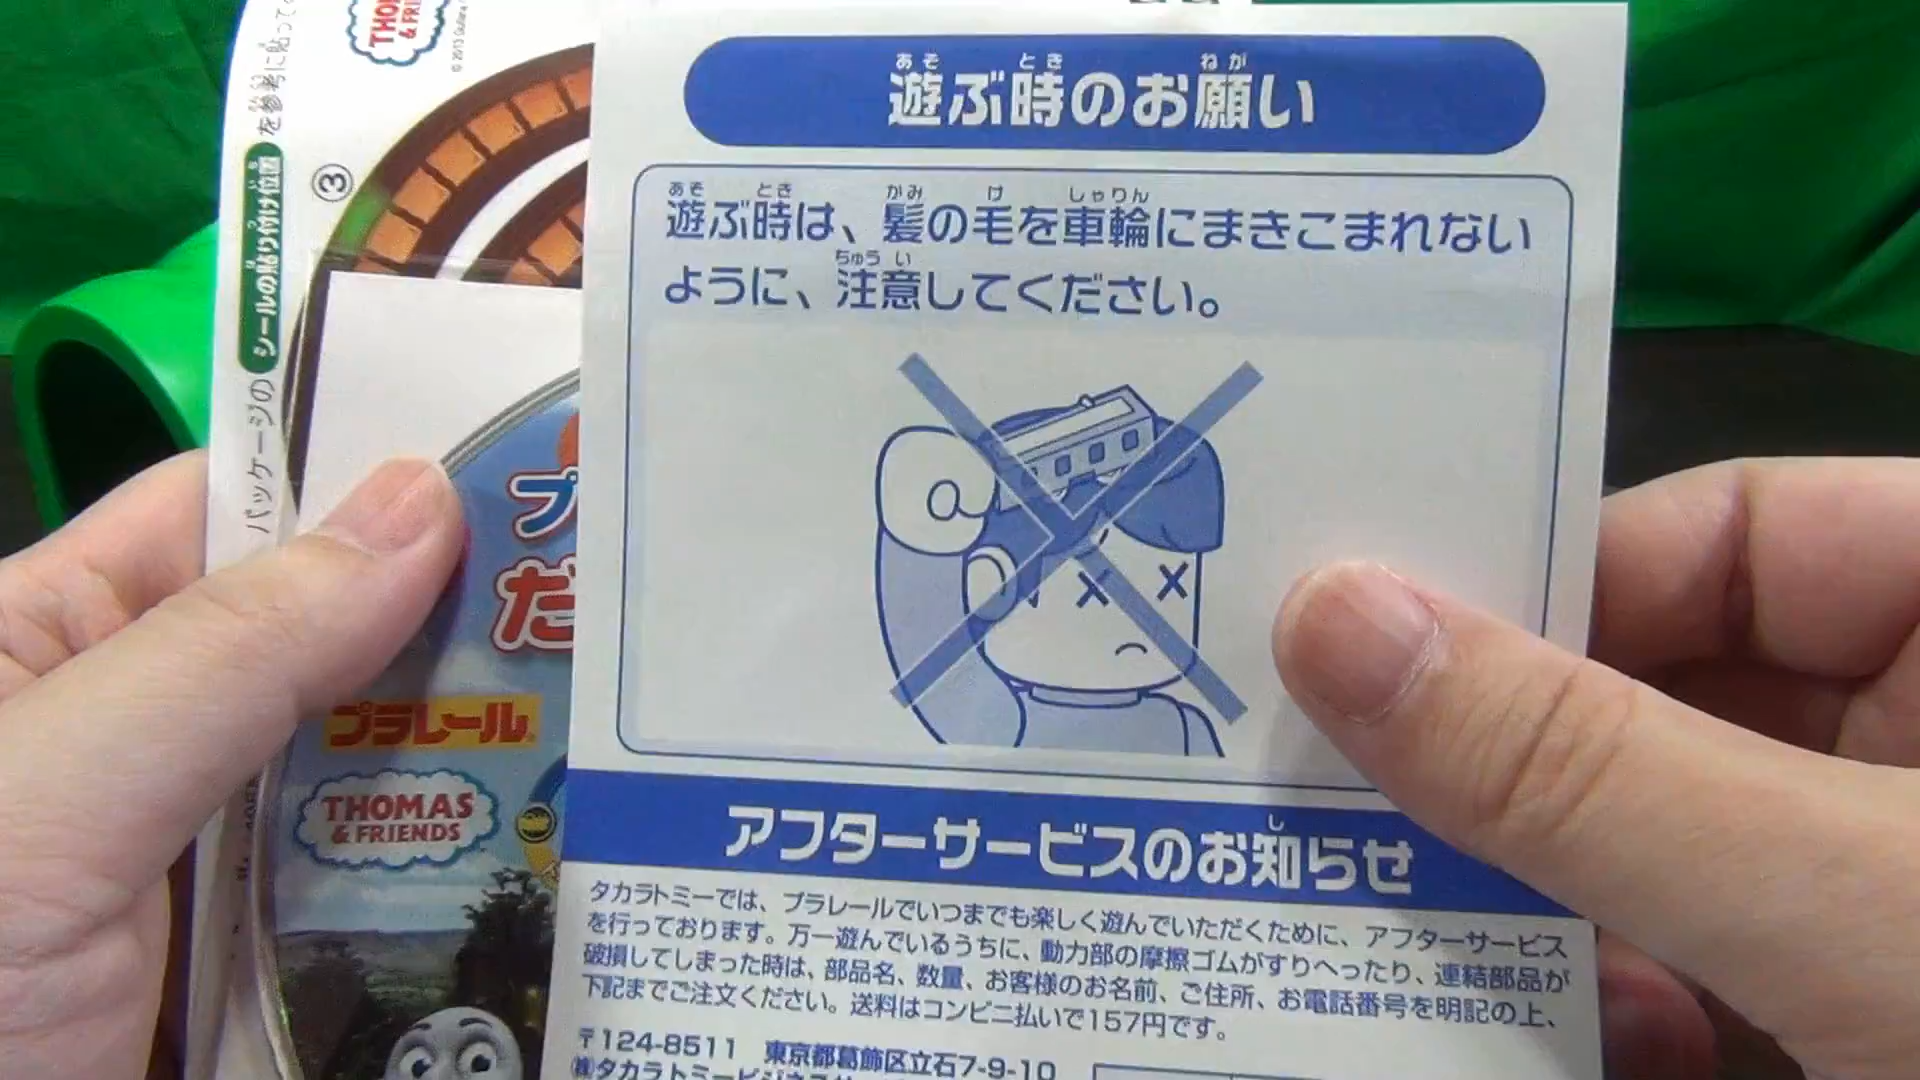 THOMAS
& FRIENDS
パッケージの シールの貼り付け位置 を参考に貼って
③
プラレール
THOMAS
& FRIENDS
遊ぶ時のお願い
遊ぶ時は、髪の毛を車輪にまきこまれない
ように、注意してください。
アフターサービスのお知らせ
タカラトミーでは、プラレールでいつまでも楽しく遊んでいただくために、アフターサービス
を行っております。万一遊んでいるうちに、動力部の摩擦ゴムがすりへったり、連結部品が
破損してしまった時は、部品名、数量、お客様のお名前、ご住所、お電話番号を明記の上、
下記までご注文ください。送料はコンビニ払いで157円です。
〒124-8511 東京都葛飾区立石7-9-10